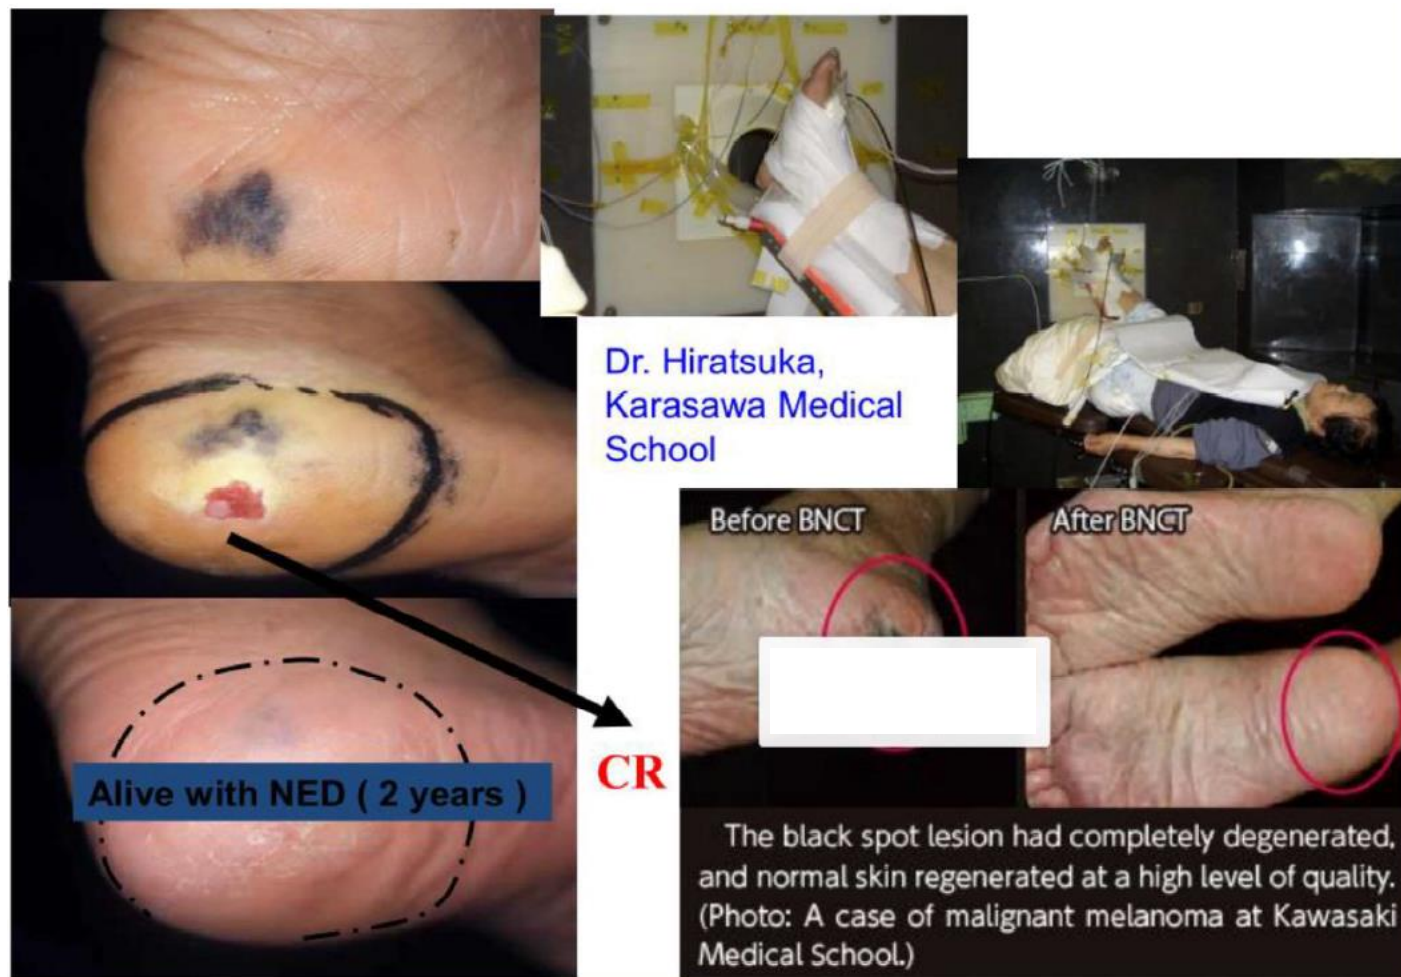 Dr. Hiratsuka,
Karasawa Medical
School
Before BNCT
After BNCT
Alive with NED ( 2 years )
CR
The black spot lesion had completely degenerated,
and normal skin regenerated at a high level of quality.
(Photo: A case of malignant melanoma at Kawasaki
Medical School.)